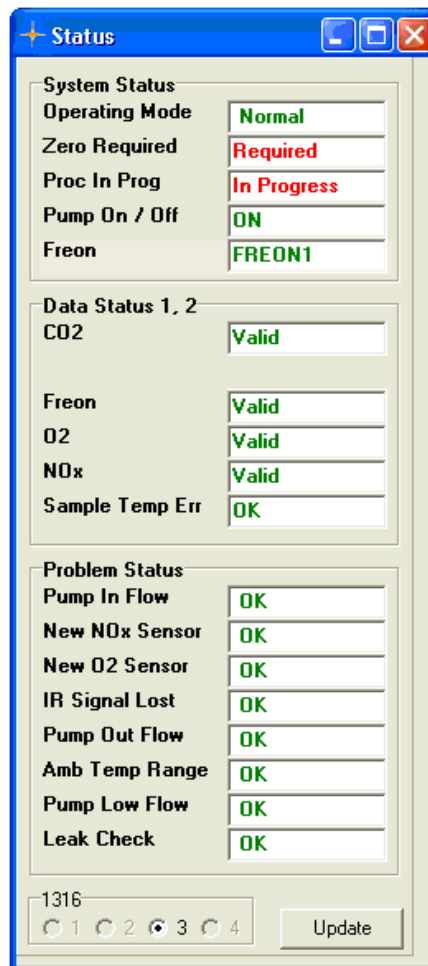 Status
System Status
Operating Mode Normal
Zero Required Required
Proc In Prog In Progress
Pump On / Off ON
Freon FREON1
Data Status 1, 2
CO2 Valid
Freon Valid
O2 Valid
NOx Valid
Sample Temp Err OK
Problem Status
Pump In Flow OK
New NOx Sensor OK
New O2 Sensor OK
IR Signal Lost OK
Pump Out Flow OK
Amb Temp Range OK
Pump Low Flow OK
Leak Check OK
1316
1 2 3 4 Update